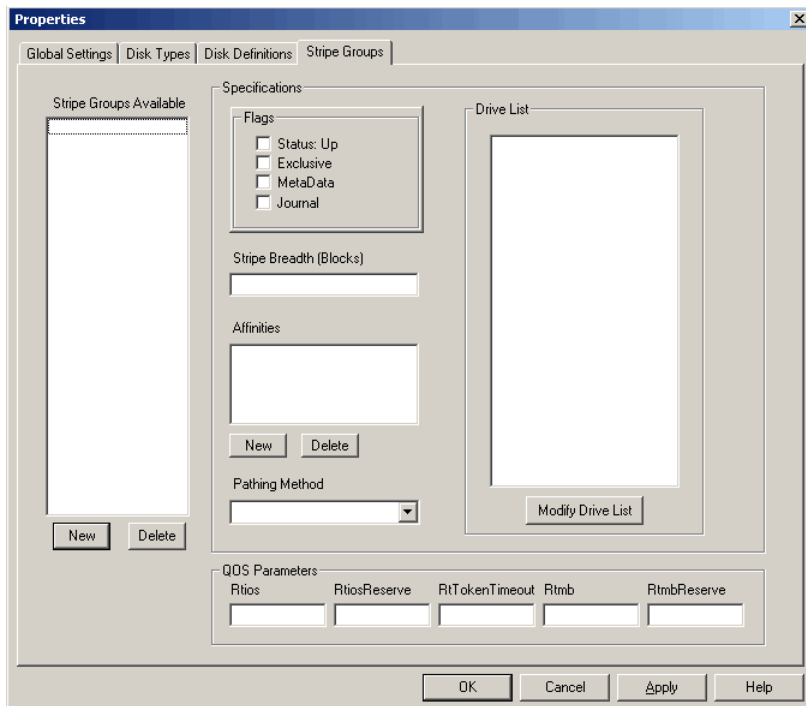 Properties
Global Settings Disk Types Disk Definitions Stripe Groups
Stripe Groups Available
New Delete
Specifications
Flags
Status: Up
Exclusive
MetaData
Journal
Stripe Breadth (Blocks)
Affinities
New Delete
Pathing Method
Drive List
Modify Drive List
QOS Parameters
Rtios RtiosReserve RtTokenTimeout Rtmb RtmbReserve
OK Cancel Apply Help